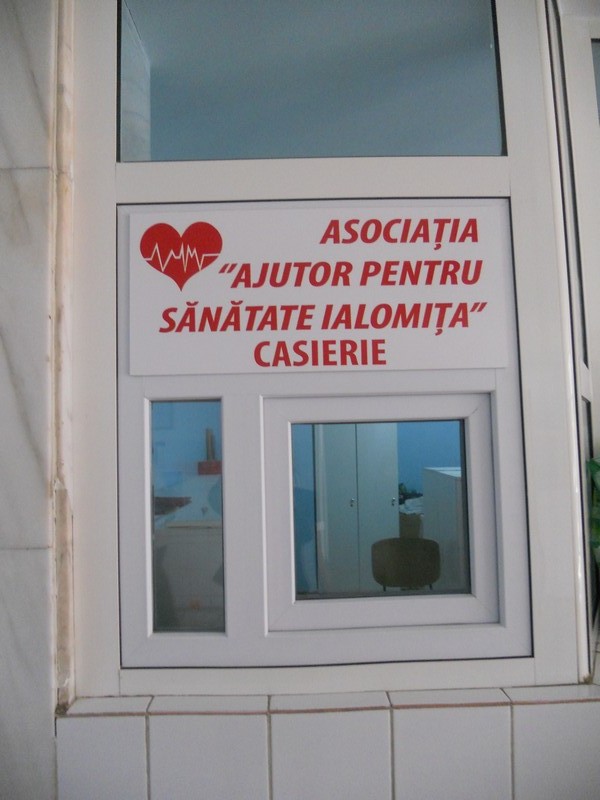 ASOCIAȚIA
"AJUTOR PENTRU
SĂNĂTATE IALOMIȚA"
CASIERIE